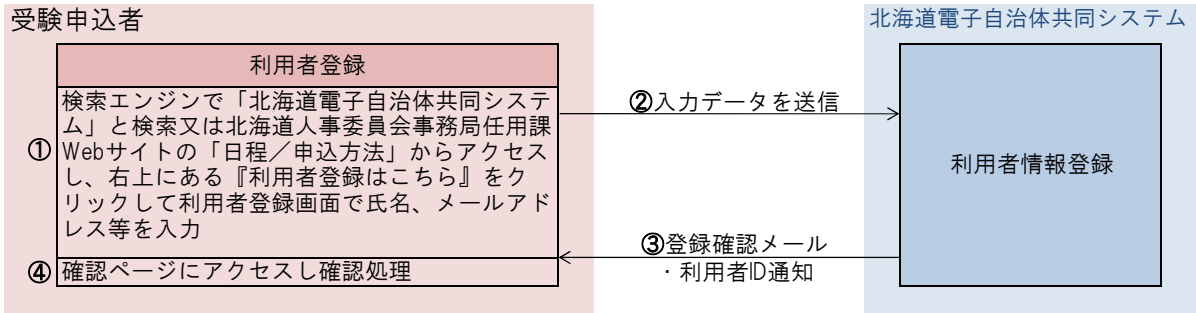 受験申込者
利用者登録
①
検索エンジンで「北海道電子自治体共同システ
ム」と検索又は北海道人事委員会事務局任用課
Webサイトの「日程／申込方法」からアクセス
し、右上にある『利用者登録はこちら』をク
リックして利用者登録画面で氏名、メールアド
レス等を入力
④
確認ページにアクセスし確認処理
②入力データを送信
③登録確認メール
・利用者ID通知
北海道電子自治体共同システム
利用者情報登録